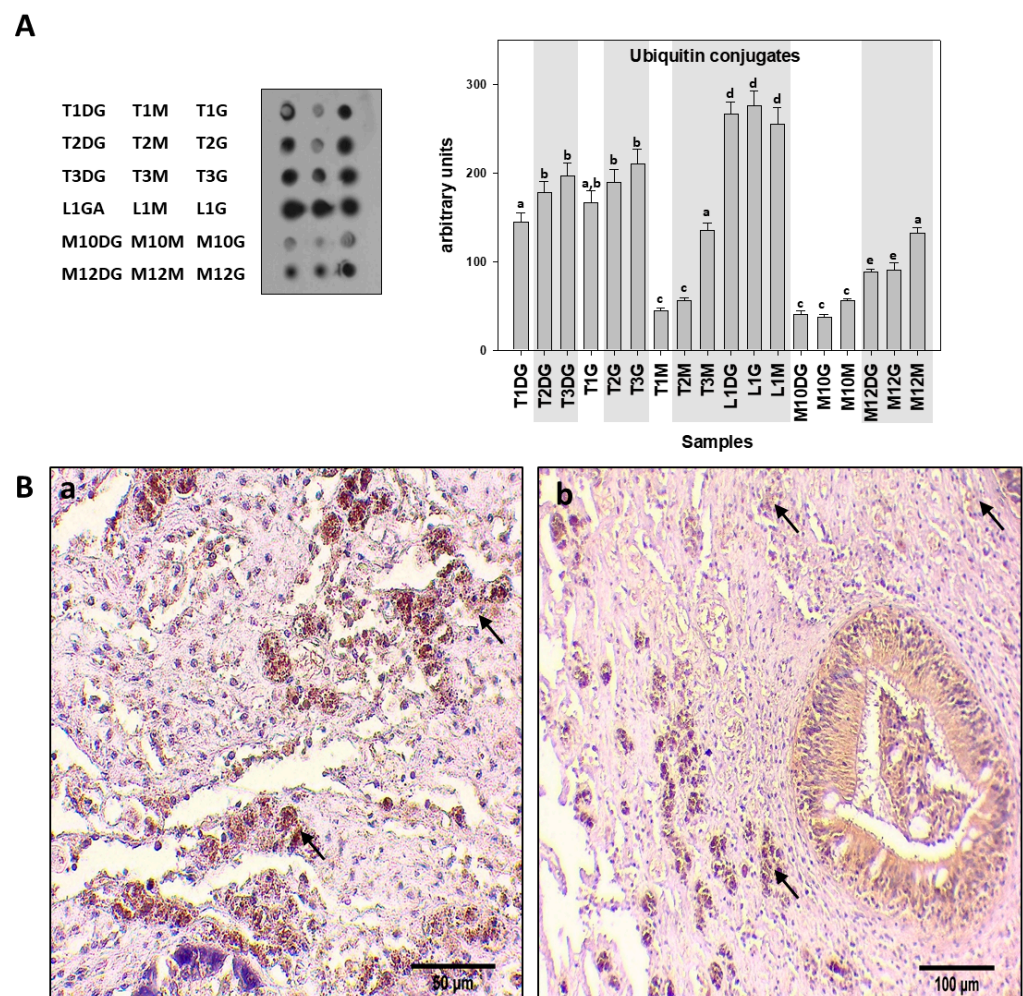 A
T1DG T1M T1G
T2DG T2M T2G
T3DG T3M T3G
L1GA L1M L1G
M10DG M10M M10G
M12DG M12M M12G
Ubiquitin conjugates
arbitrary units
300
200
100
0
a b b a,b b b c c a d d d c c c e e a
T1DG T2DG T3DG T1G T2G T3G T1M T2M T3M L1DG L1G L1M M10DG M10G M10M M12DG M12G M12M
Samples
B a b
50 µm
100 µm